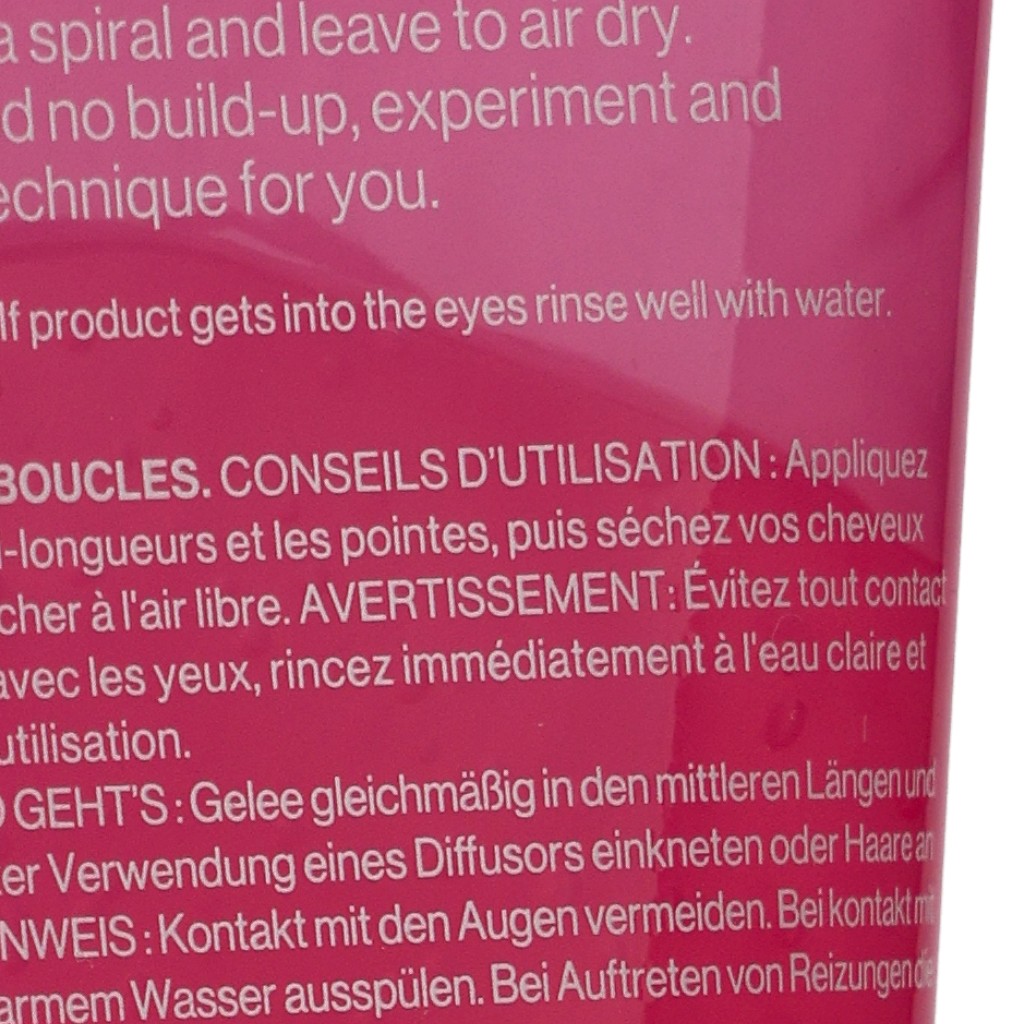 a spiral and leave to air dry.
d no build-up, experiment and
echnique for you.
If product gets into the eyes rinse well with water.
BOUCLES. CONSEILS D'UTILISATION : Appliquez
i-longueurs et les pointes, puis séchez vos cheveux
cher à l'air libre. AVERTISSEMENT : Évitez tout contact
avec les yeux, rincez immédiatement à l'eau claire et
utilisation.
O GEHT'S : Gelee gleichmäßig in den mittleren Längen und
ter Verwendung eines Diffusors einkneten oder Haare an
NWEIS : Kontakt mit den Augen vermeiden. Bei kontakt mit
armem Wasser ausspülen. Bei Auftreten von Reizungen die